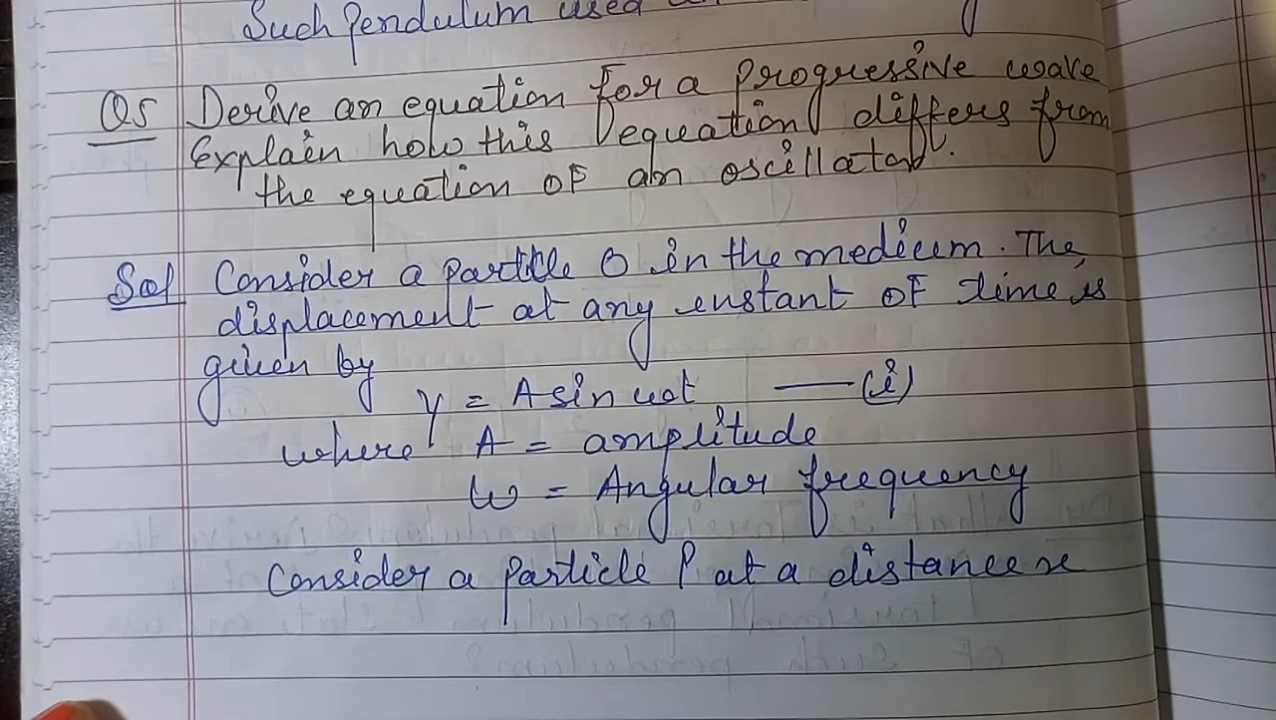 Such Pendulum used
Q5 Derive an equation for a progressive wave
Explain how this equation differs from
the equation of an oscillator.
Sol Consider a particle O in the medium. The
displacement at any instant of time is
given by
y = A sin ωt —(i)
where A = amplitude
ω = Angular frequency
Consider a particle P at a distance x